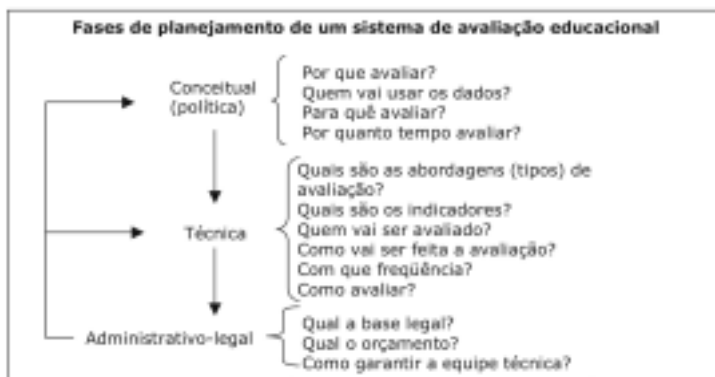 Fases de planejamento de um sistema de avaliação educacional
Conceitual
(política)
Por que avaliar?
Quem vai usar os dados?
Para quê avaliar?
Por quanto tempo avaliar?
Técnica
Quais são as abordagens (tipos) de
avaliação?
Quais são os indicadores?
Quem vai ser avaliado?
Como vai ser feita a avaliação?
Com que freqüência?
Como avaliar?
Administrativo-legal
Qual a base legal?
Qual o orçamento?
Como garantir a equipe técnica?